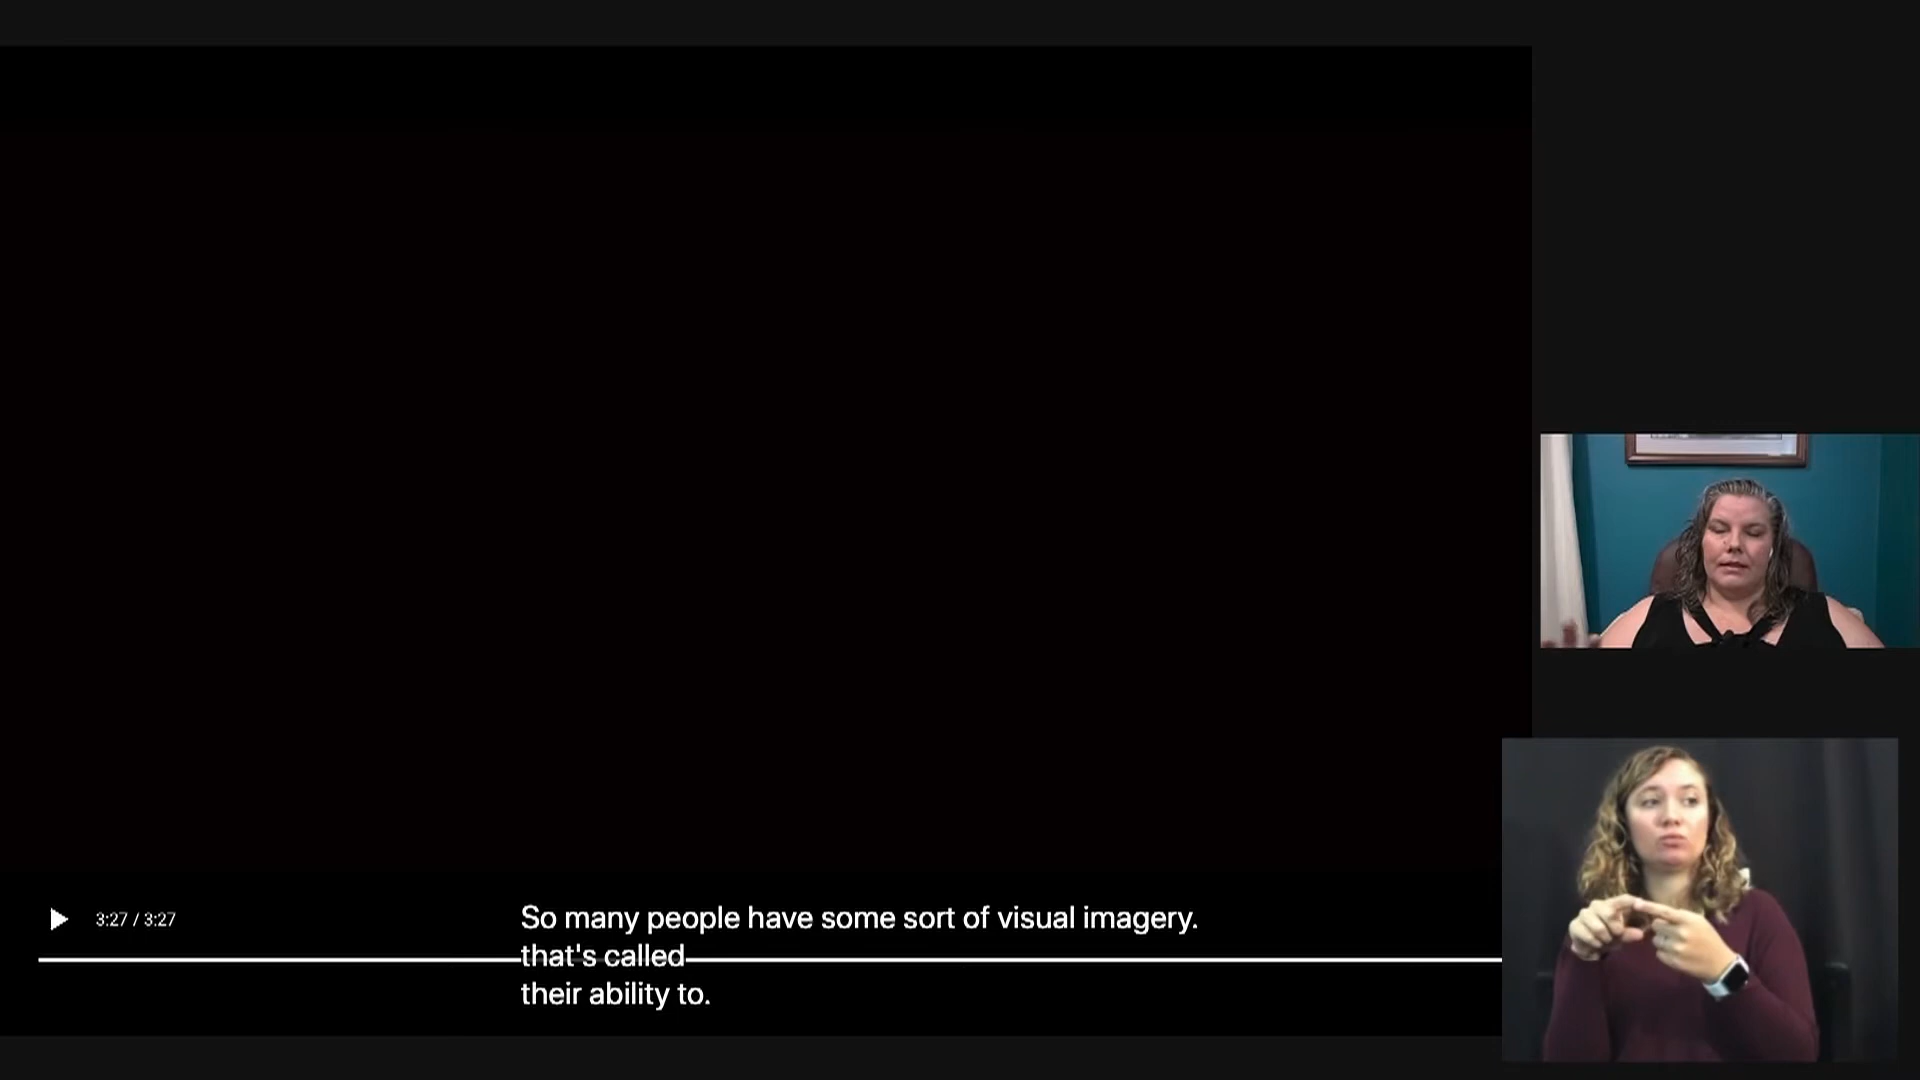 3:27 / 3:27
So many people have some sort of visual imagery.
that's called
their ability to.